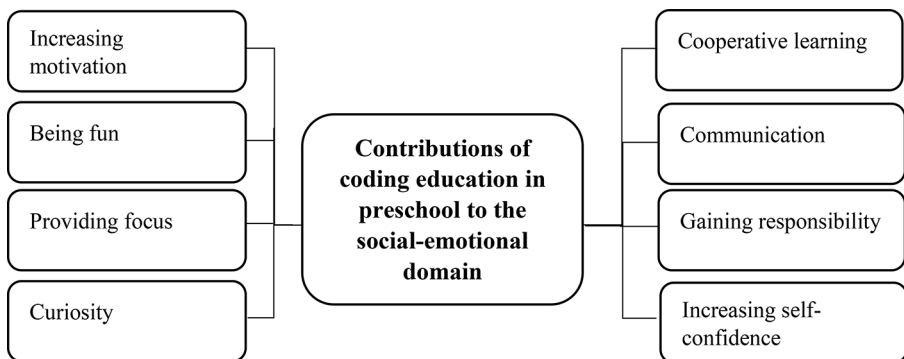 Increasing
motivation
Being fun
Providing focus
Curiosity
Contributions of
coding education in
preschool to the
social-emotional
domain
Cooperative learning
Communication
Gaining responsibility
Increasing self-
confidence